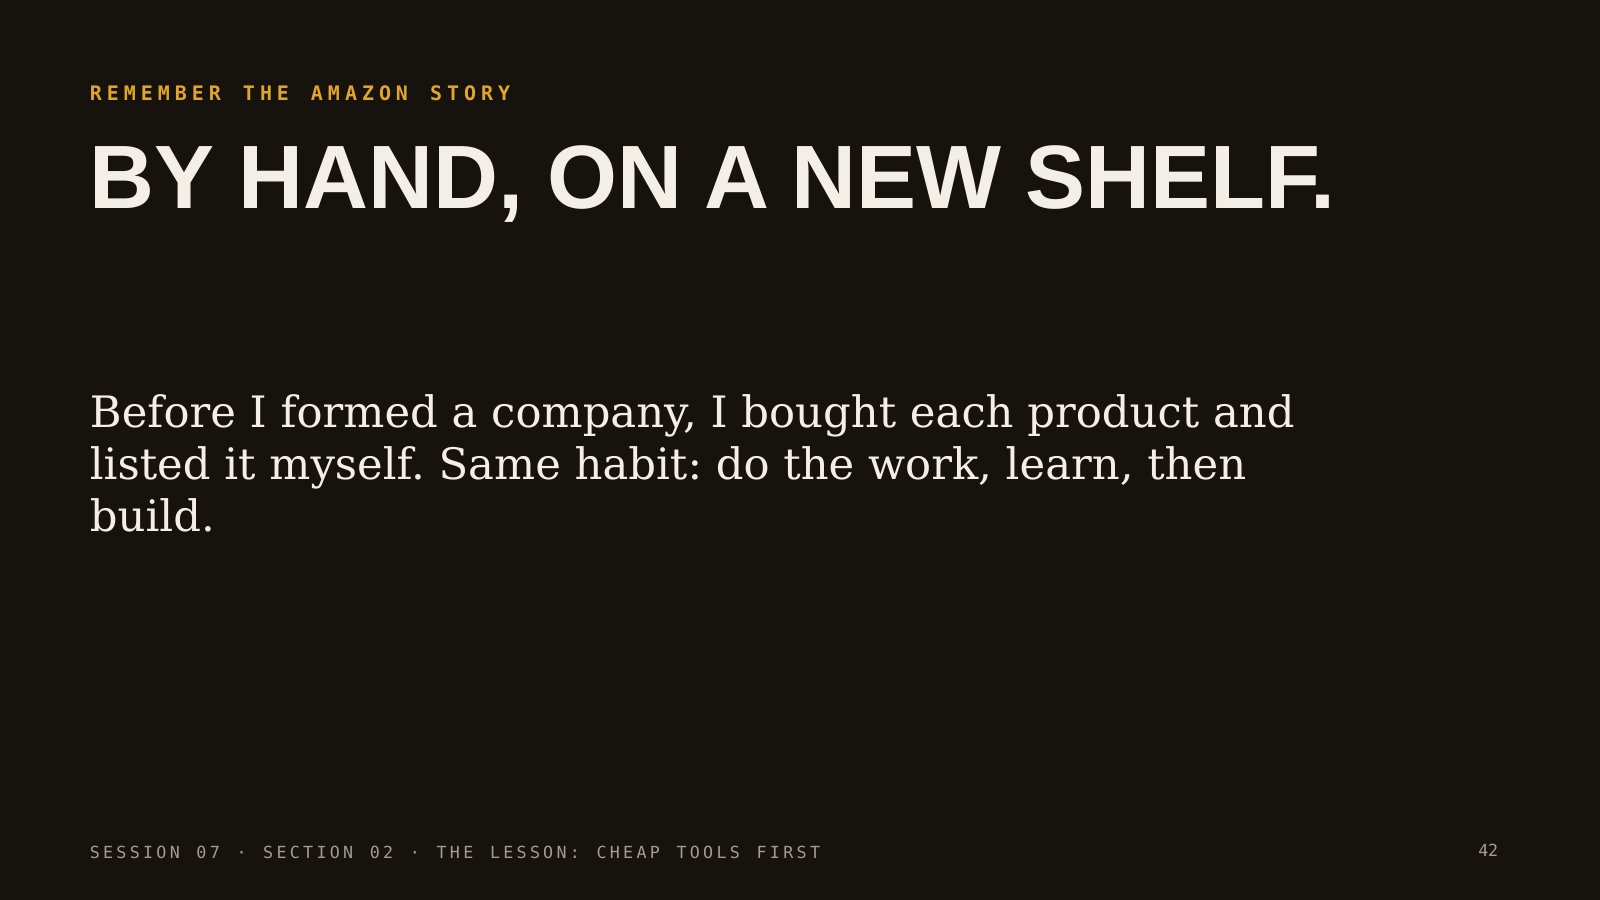 REMEMBER THE AMAZON STORY
BY HAND, ON A NEW SHELF.
Before I formed a company, I bought each product and
listed it myself. Same habit: do the work, learn, then
build.
SESSION 07 · SECTION 02 · THE LESSON: CHEAP TOOLS FIRST
42